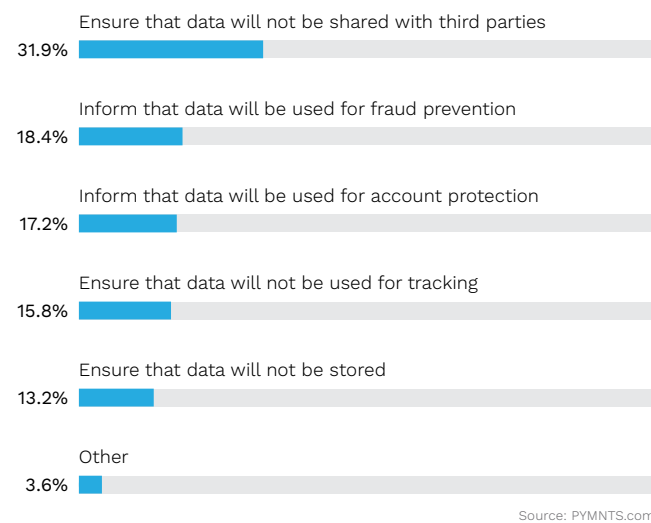 Ensure that data will not be shared with third parties
31.9%
Inform that data will be used for fraud prevention
18.4%
Inform that data will be used for account protection
17.2%
Ensure that data will not be used for tracking
15.8%
Ensure that data will not be stored
13.2%
Other
3.6%
Source: PYMNTS.com